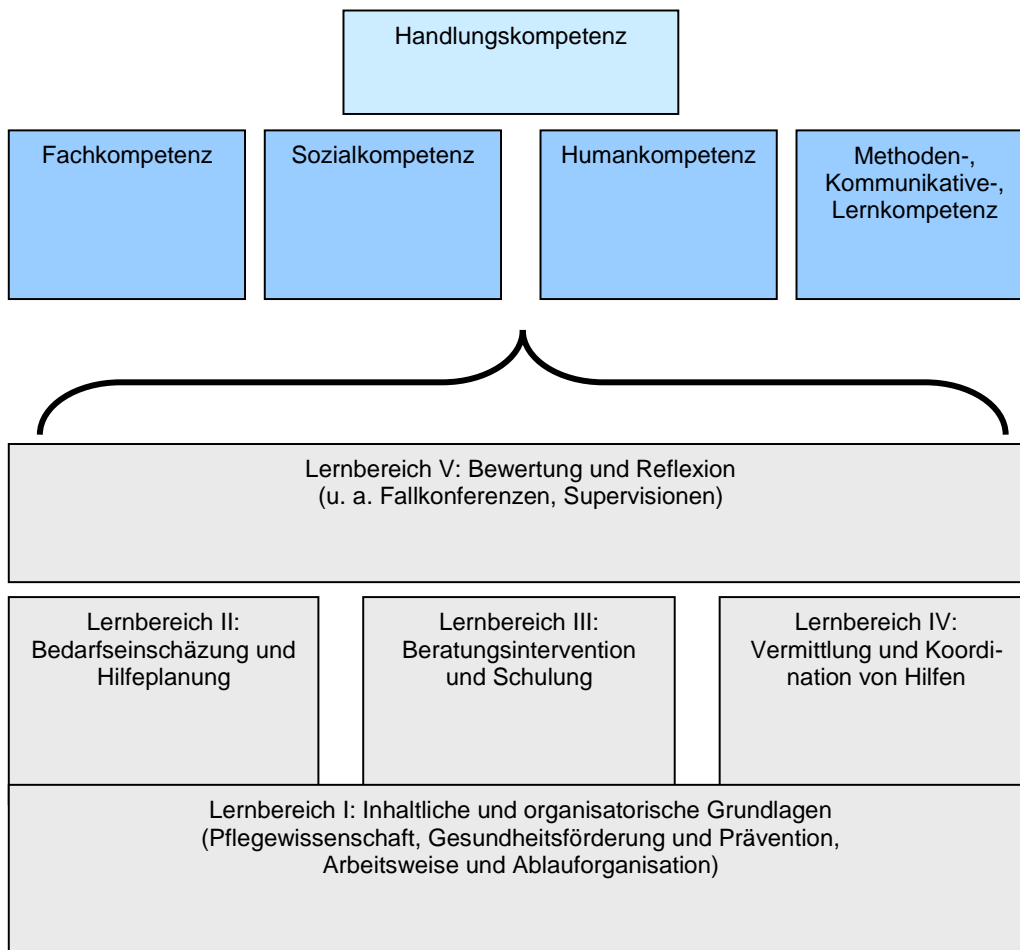 Handlungskompetenz
Fachkompetenz
Sozialkompetenz
Humankompetenz
Methoden-,
Kommunikative-,
Lernkompetenz
Lernbereich V: Bewertung und Reflexion
(u. a. Fallkonferenzen, Supervisionen)
Lernbereich II:
Bedarfseinschäzung und
Hilfeplanung
Lernbereich III:
Beratungsintervention
und Schulung
Lernbereich IV:
Vermittlung und Koordi-
nation von Hilfen
Lernbereich I: Inhaltliche und organisatorische Grundlagen
(Pflegewissenschaft, Gesundheitsförderung und Prävention,
Arbeitsweise und Ablauforganisation)